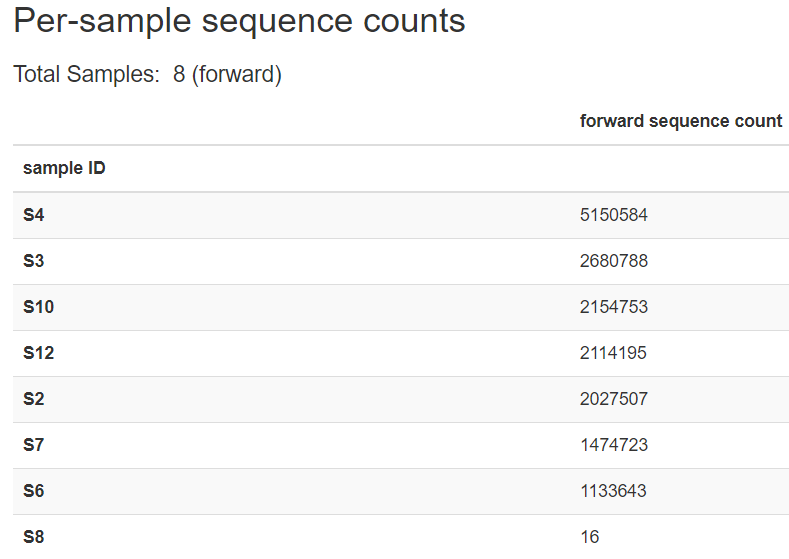 Per-sample sequence counts
Total Samples: 8 (forward)
forward sequence count
sample ID
S4 5150584
S3 2680788
S10 2154753
S12 2114195
S2 2027507
S7 1474723
S6 1133643
S8 16